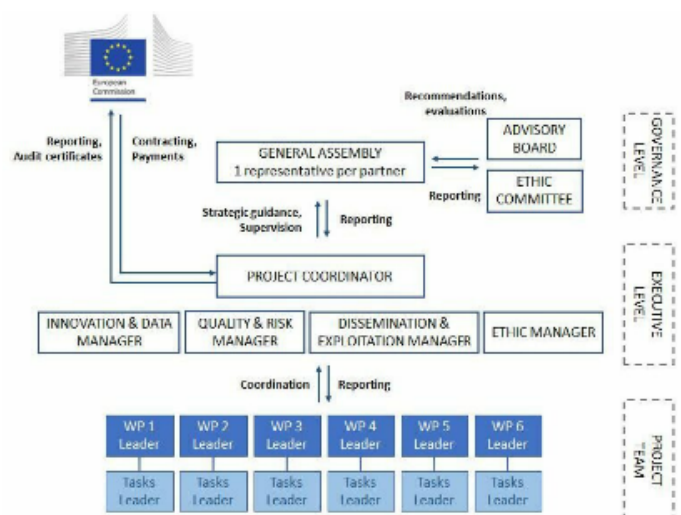 European
Commission
Recommendations,
evaluations
Reporting,
Audit certificates
Contracting,
Payments
GENERAL ASSEMBLY
1 representative per partner
ADVISORY
BOARD
ETHIC
COMMITTEE
Reporting
GOVERNANCE
LEVEL
Strategic guidance,
Supervision
Reporting
PROJECT COORDINATOR
INNOVATION & DATA
MANAGER
QUALITY & RISK
MANAGER
DISSEMINATION &
EXPLOITATION MANAGER
ETHIC MANAGER
EXECUTIVE
LEVEL
Coordination
Reporting
WP 1
Leader
WP 2
Leader
WP 3
Leader
WP 4
Leader
WP 5
Leader
WP 6
Leader
Tasks
Leader
Tasks
Leader
Tasks
Leader
Tasks
Leader
Tasks
Leader
Tasks
Leader
PROJECT
TEAM